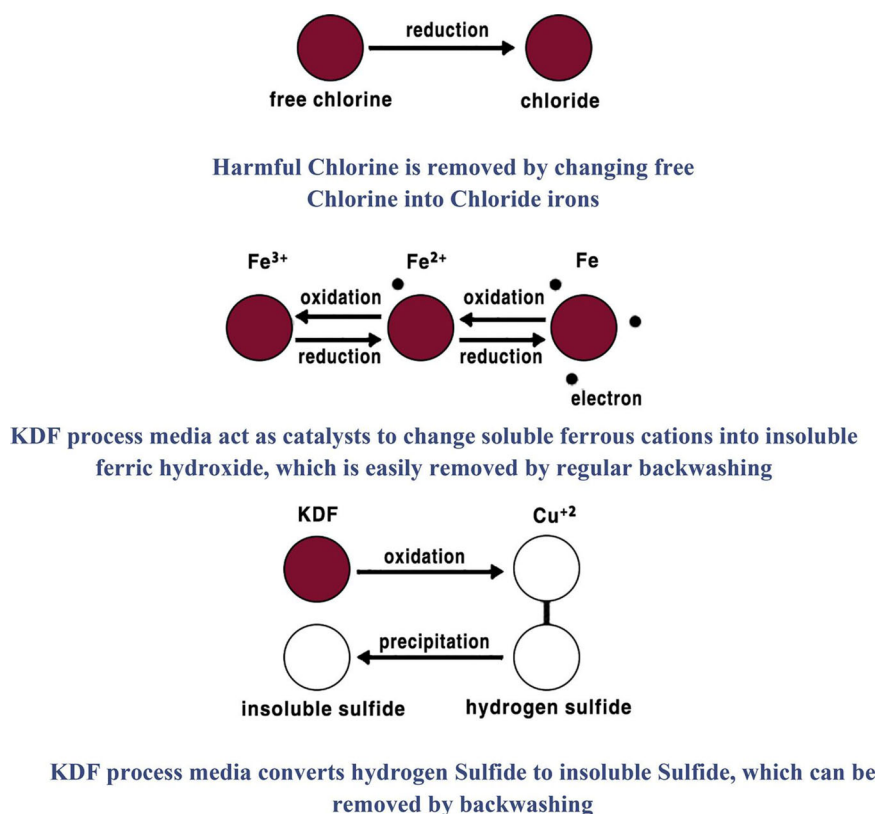 reduction
free chlorine
chloride
Harmful Chlorine is removed by changing free
Chlorine into Chloride irons
Fe³⁺
Fe²⁺
Fe
oxidation
oxidation
reduction
reduction
electron
KDF process media act as catalysts to change soluble ferrous cations into insoluble
ferric hydroxide, which is easily removed by regular backwashing
KDF
Cu⁺²
oxidation
precipitation
insoluble sulfide
hydrogen sulfide
KDF process media converts hydrogen Sulfide to insoluble Sulfide, which can be
removed by backwashing